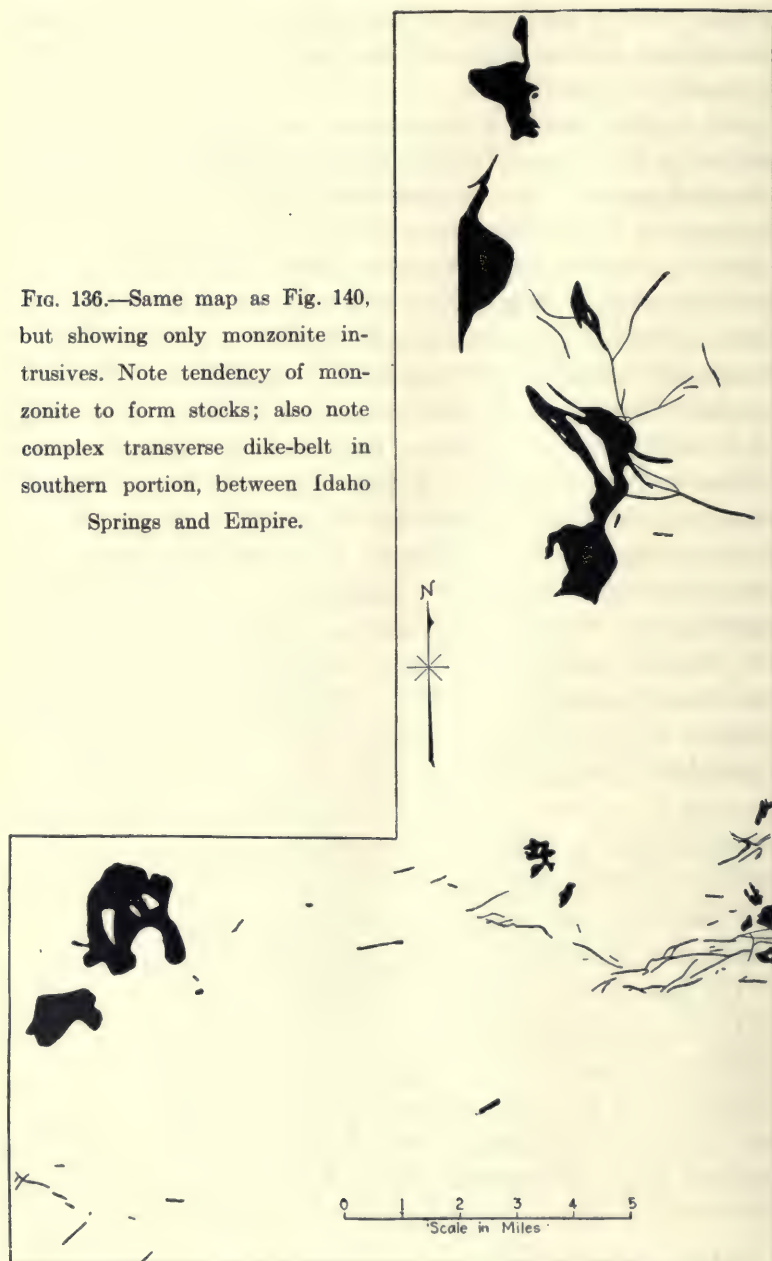 FIG. 136.—Same map as Fig. 140,
but showing only monzonite in-
trusives. Note tendency of mon-
zonite to form stocks; also note
complex transverse dike-belt in
southern portion, between Idaho
Springs and Empire.
N
0 1 2 3 4 5
Scale in Miles